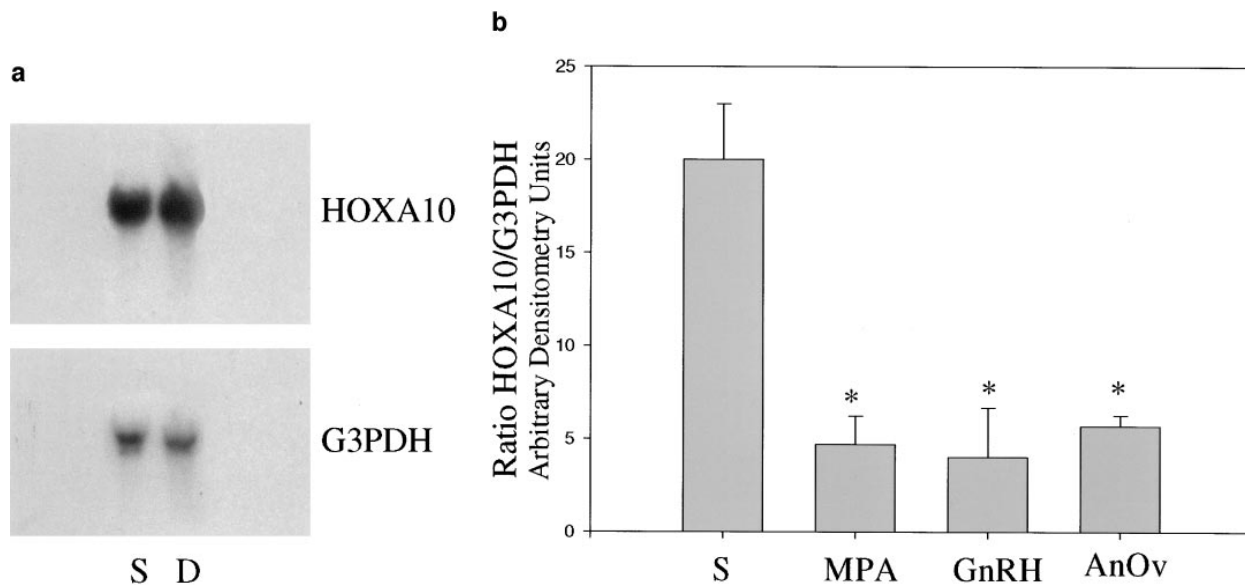 a
HOXA10
G3PDH
S D
b
Ratio HOXA10/G3PDH
Arbitrary Densitometry Units
25
20
15
10
5
0
*
*
*
S MPA GnRH AnOv